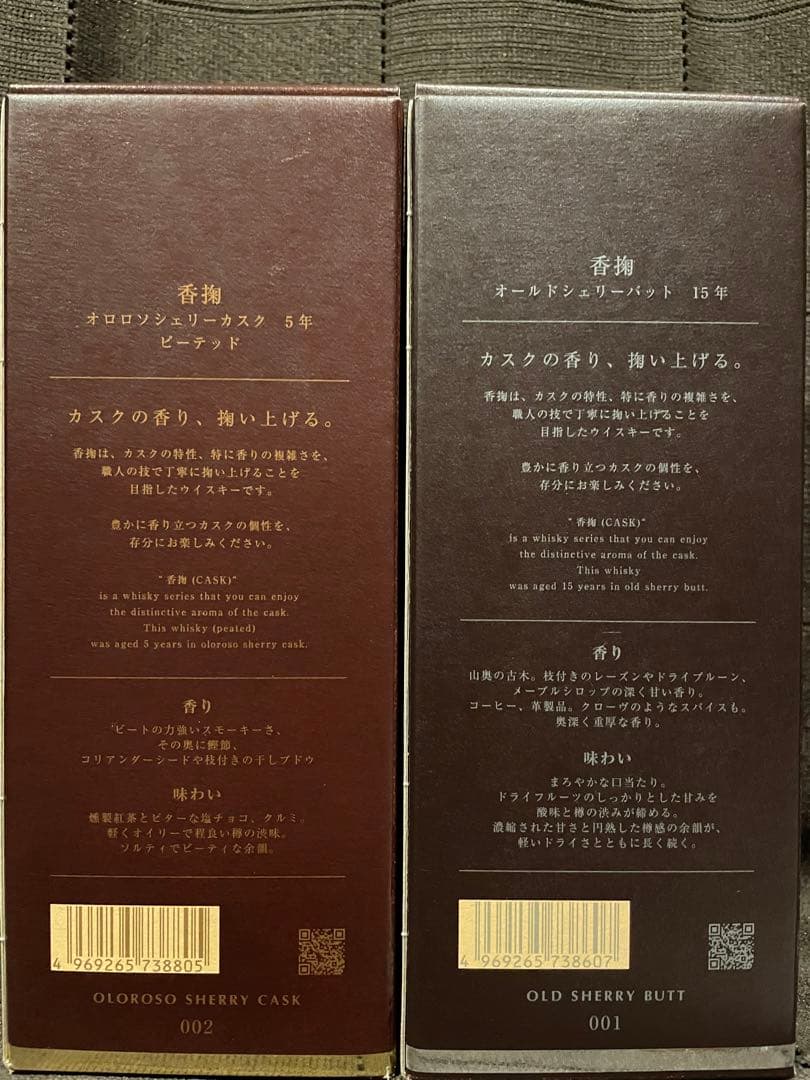 香掬
オロロソシェリーカスク 5年
ピーテッド
カスクの香り、掬い上げる。
香掬は、カスクの特性、特に香りの複雑さを、
職人の技で丁寧に掬い上げることを
目指したウイスキーです。
豊かに香り立つカスクの個性を、
存分にお楽しみください。
"香掬 (CASK)"
is a whisky series that you can enjoy
the distinctive aroma of the cask.
This whisky (peated)
was aged 5 years in oloroso sherry cask.
香り
ピートの力強いスモーキーさ、
その奥に鰹節、
コリアンダーシードや枝付きの干しブドウ
味わい
燻製紅茶とビターな塩チョコ、クルミ。
軽くオイリーで程良い樽の渋味。
ソルティでピーティな余韻。
4 969265 738805
OLOROSO SHERRY CASK
002
香掬
オールドシェリーバット 15年
カスクの香り、掬い上げる。
香掬は、カスクの特性、特に香りの複雑さを、
職人の技で丁寧に掬い上げることを
目指したウイスキーです。
豊かに香り立つカスクの個性を、
存分にお楽しみください。
"香掬 (CASK)"
is a whisky series that you can enjoy
the distinctive aroma of the cask.
This whisky
was aged 15 years in old sherry butt.
香り
山奥の古木。枝付きのレーズンやドライプルーン、
メープルシロップの深く甘い香り。
コーヒー、革製品。クローヴのようなスパイスも。
奥深く重厚な香り。
味わい
まろやかな口当たり。
ドライフルーツのしっかりとした甘みを
酸味と樽の渋みが締める。
濃縮された甘さと円熟した樽感の余韻が、
軽いドライさとともに長く続く。
4 969265 738607
OLD SHERRY BUTT
001